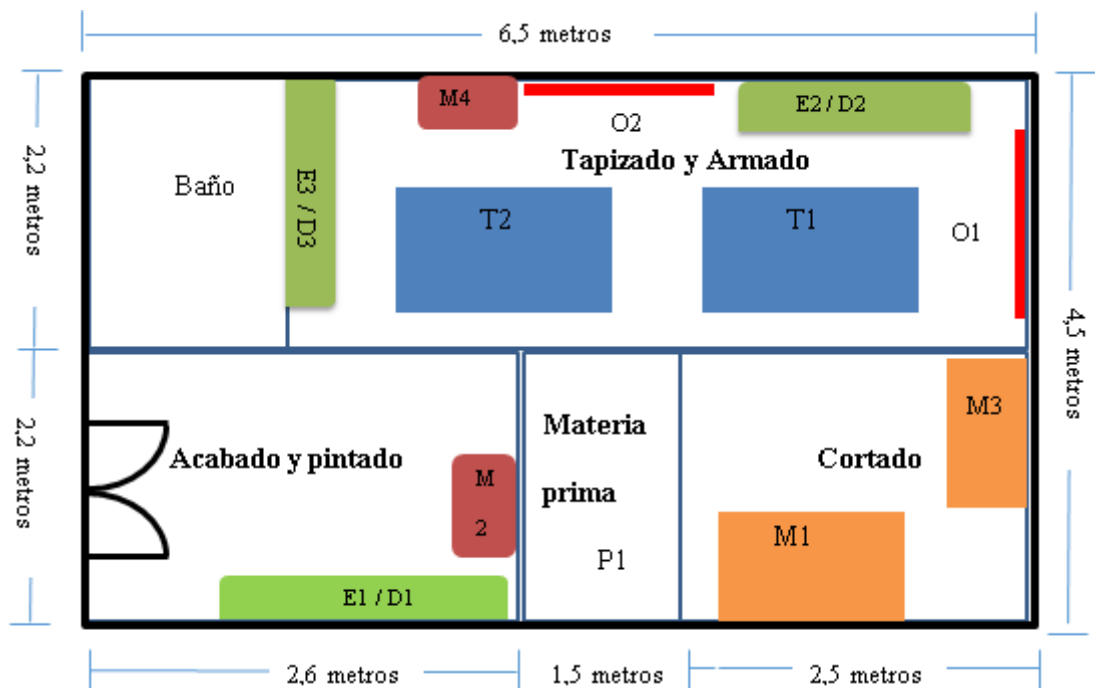 6,5 metros
M4
O2
E2 / D2
Tapizado y Armado
2,2 metros
Baño
E3 / D3
T2
T1
O1
4,5 metros
2,2 metros
Acabado y pintado
M
2
E1 / D1
Materia
prima
P1
M3
Cortado
M1
2,6 metros
1,5 metros
2,5 metros